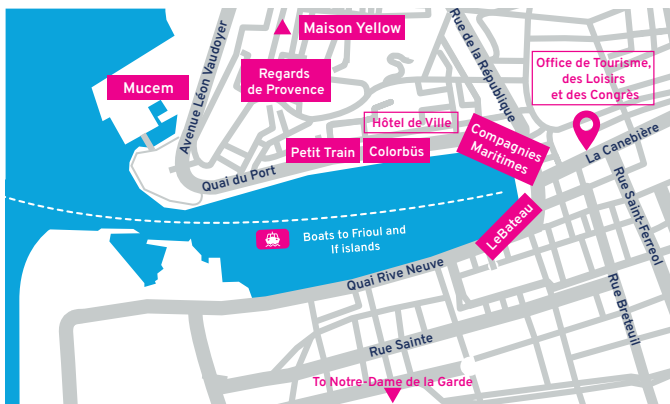 Maison Yellow
Rue de la République
Avenue Léon Vaudoyer
Office de Tourisme,
des Loisirs
et des Congrès
Mucem
Regards
de Provence
Hôtel de Ville
Compagnies
Maritimes
La Canebière
Petit Train
Colorbüs
Quai du Port
Rue Saint-Ferreol
LeBateau
Boats to Frioul and
If islands
Quai Rive Neuve
Rue Breteuil
Rue Sainte
To Notre-Dame de la Garde